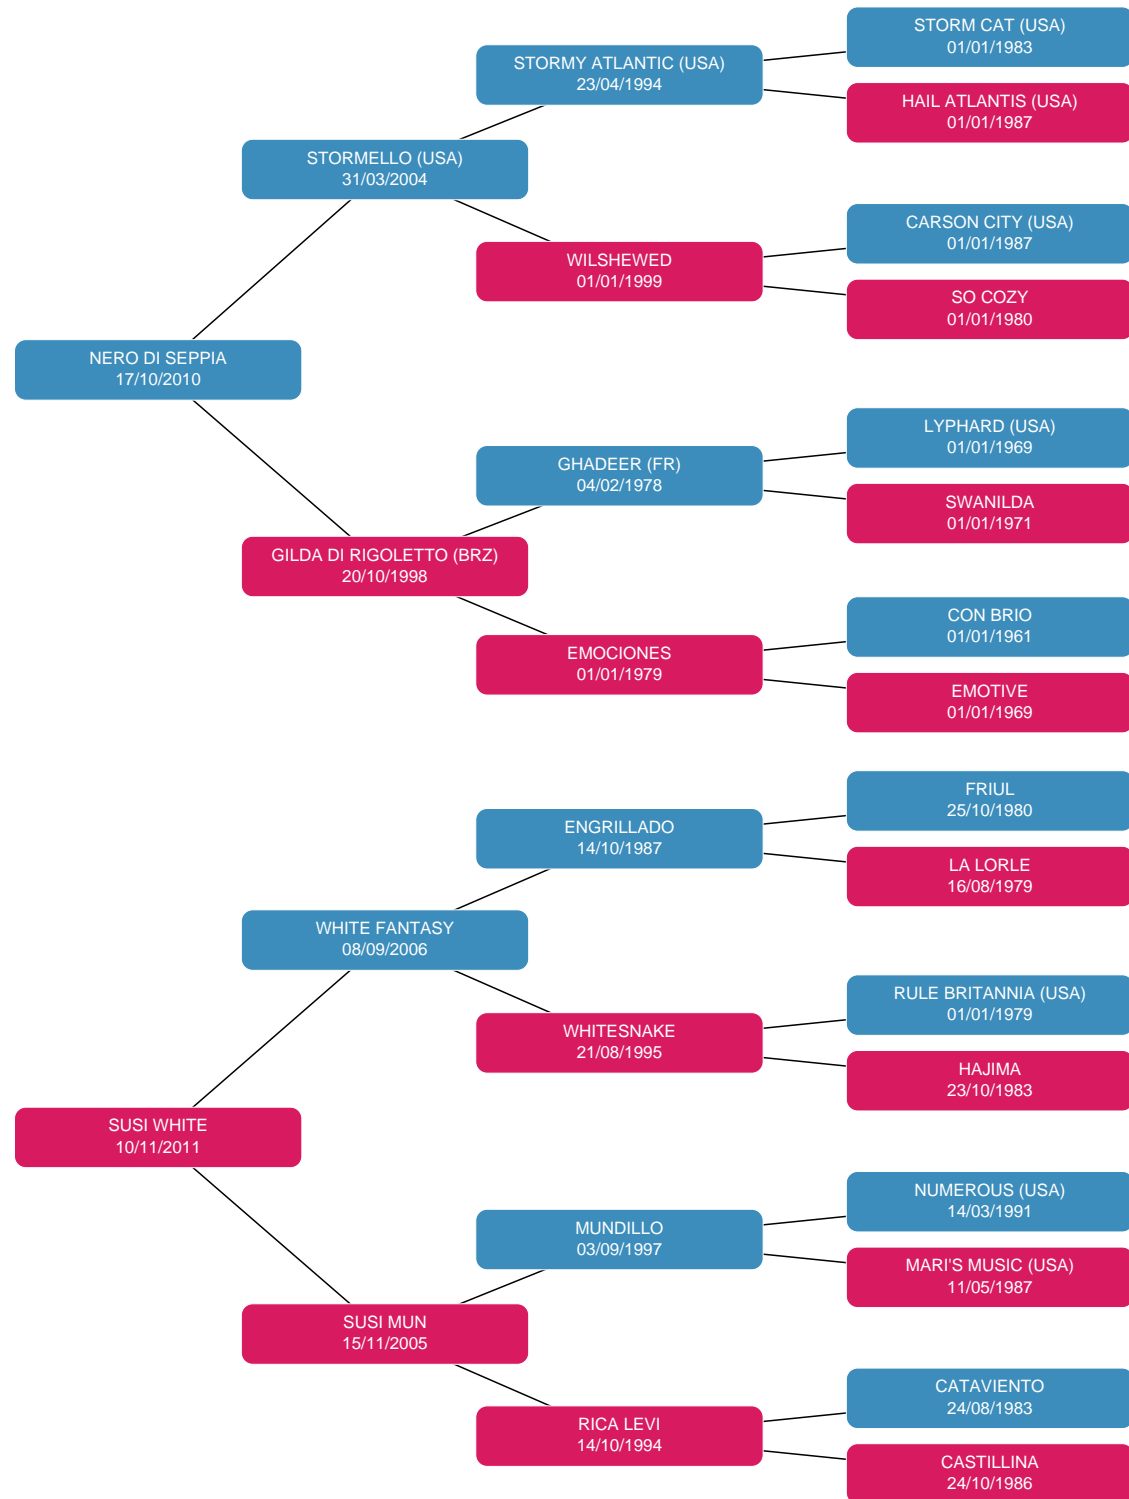 STORM CAT (USA)
01/01/1983
STORMY ATLANTIC (USA)
23/04/1994
HAIL ATLANTIS (USA)
01/01/1987
STORMELLO (USA)
31/03/2004
CARSON CITY (USA)
01/01/1987
WILSHEWED
01/01/1999
SO COZY
01/01/1980
NERO DI SEPPIA
17/10/2010
LYPHARD (USA)
01/01/1969
GHADEER (FR)
04/02/1978
SWANILDA
01/01/1971
GILDA DI RIGOLETTO (BRZ)
20/10/1998
CON BRIO
01/01/1961
EMOCIONES
01/01/1979
EMOTIVE
01/01/1969
FRIUL
25/10/1980
ENGRILLADO
14/10/1987
LA LORLE
16/08/1979
WHITE FANTASY
08/09/2006
RULE BRITANNIA (USA)
01/01/1979
WHITESNAKE
21/08/1995
HAJIMA
23/10/1983
SUSI WHITE
10/11/2011
NUMEROUS (USA)
14/03/1991
MUNDILLO
03/09/1997
MARI'S MUSIC (USA)
11/05/1987
SUSI MUN
15/11/2005
CATAVIENTO
24/08/1983
RICA LEVI
14/10/1994
CASTILLINA
24/10/1986